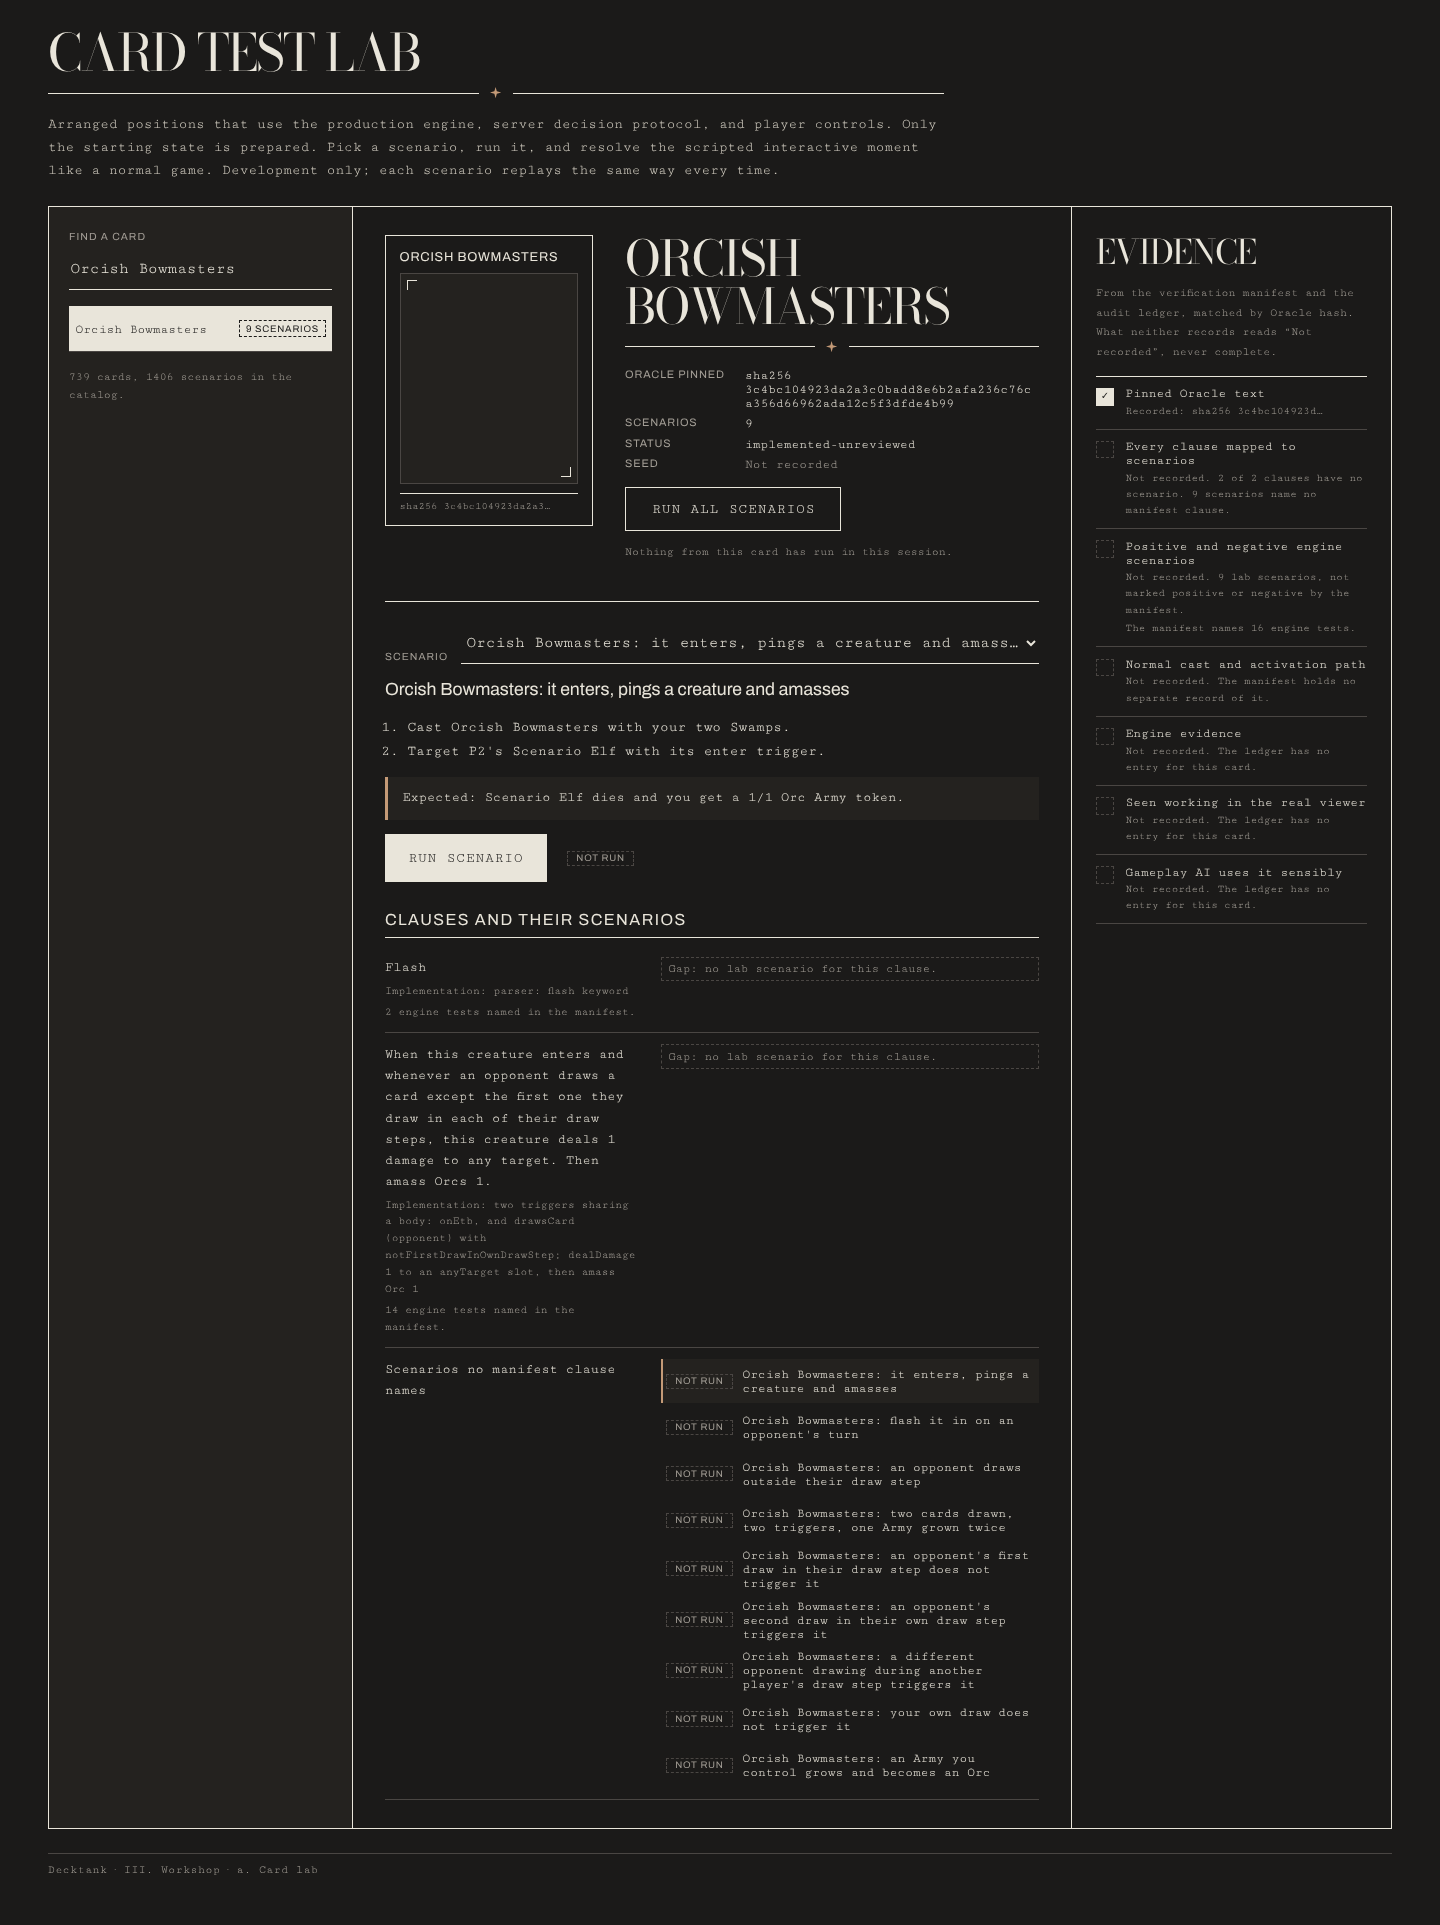 CARD TEST LAB
Arranged positions that use the production engine, server decision protocol, and player controls. Only
the starting state is prepared. Pick a scenario, run it, and resolve the scripted interactive moment
like a normal game. Development only; each scenario replays the same way every time.
FIND A CARD
Orcish Bowmasters
Orcish Bowmasters
9 SCENARIOS
739 cards, 1406 scenarios in the
catalog.
ORCISH BOWMASTERS
sha256 3c4bc104923da2a3…
ORCISH
BOWMASTERS
ORACLE PINNED
sha256
3c4bc104923da2a3c0badd8e6b2afa236c76c
a356d66962ada12c5f3dfde4b99
SCENARIOS
9
STATUS
implemented-unreviewed
SEED
Not recorded
RUN ALL SCENARIOS
Nothing from this card has run in this session.
SCENARIO
Orcish Bowmasters: it enters, pings a creature and amass…
Orcish Bowmasters: it enters, pings a creature and amasses
1. Cast Orcish Bowmasters with your two Swamps.
2. Target P2's Scenario Elf with its enter trigger.
Expected: Scenario Elf dies and you get a 1/1 Orc Army token.
RUN SCENARIO
NOT RUN
CLAUSES AND THEIR SCENARIOS
Flash
Implementation: parser: flash keyword
2 engine tests named in the manifest.
Gap: no lab scenario for this clause.
When this creature enters and
whenever an opponent draws a
card except the first one they
draw in each of their draw
steps, this creature deals 1
damage to any target. Then
amass Orcs 1.
Implementation: two triggers sharing
a body: onEtb, and drawsCard
(opponent) with
notFirstDrawInOwnDrawStep; dealDamage
1 to an anyTarget slot, then amass
Orc 1
14 engine tests named in the
manifest.
Gap: no lab scenario for this clause.
Scenarios no manifest clause
names
NOT RUN
Orcish Bowmasters: it enters, pings a
creature and amasses
NOT RUN
Orcish Bowmasters: flash it in on an
opponent's turn
NOT RUN
Orcish Bowmasters: an opponent draws
outside their draw step
NOT RUN
Orcish Bowmasters: two cards drawn,
two triggers, one Army grown twice
NOT RUN
Orcish Bowmasters: an opponent's first
draw in their draw step does not
trigger it
NOT RUN
Orcish Bowmasters: an opponent's
second draw in their own draw step
triggers it
NOT RUN
Orcish Bowmasters: a different
opponent drawing during another
player's draw step triggers it
NOT RUN
Orcish Bowmasters: your own draw does
not trigger it
NOT RUN
Orcish Bowmasters: an Army you
control grows and becomes an Orc
EVIDENCE
From the verification manifest and the
audit ledger, matched by Oracle hash.
What neither records reads “Not
recorded”, never complete.
Pinned Oracle text
Recorded: sha256 3c4bc104923d…
Every clause mapped to
scenarios
Not recorded. 2 of 2 clauses have no
scenario. 9 scenarios name no
manifest clause.
Positive and negative engine
scenarios
Not recorded. 9 lab scenarios, not
marked positive or negative by the
manifest.
The manifest names 16 engine tests.
Normal cast and activation path
Not recorded. The manifest holds no
separate record of it.
Engine evidence
Not recorded. The ledger has no
entry for this card.
Seen working in the real viewer
Not recorded. The ledger has no
entry for this card.
Gameplay AI uses it sensibly
Not recorded. The ledger has no
entry for this card.
Decktank · III. Workshop · a. Card lab